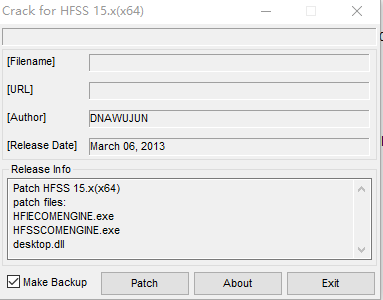 Crack for HFSS 15.x(x64)
[Filename]
[URL]
[Author] DNAWUJUN
[Release Date] March 06, 2013
Release Info
Patch HFSS 15.x(x64)
patch files:
HFIECOMENGINE.exe
HFSSCOMENGINE.exe
desktop.dll
Make Backup Patch About Exit